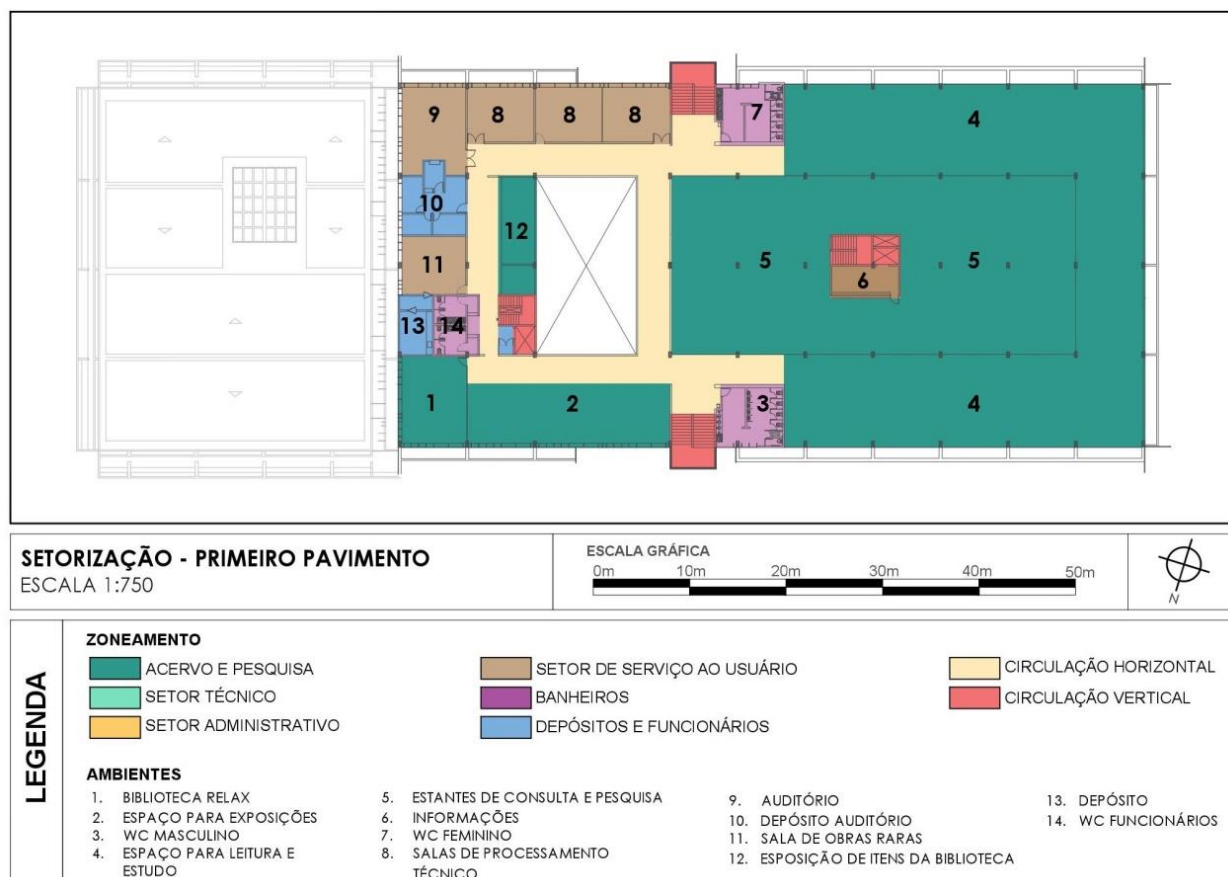 9
8
8
8
7
4
10
12
11
5
5
6
13
14
1
2
3
4
SETORIZAÇÃO - PRIMEIRO PAVIMENTO
ESCALA 1:750
ESCALA GRÁFICA
0m 10m 20m 30m 40m 50m
N
LEGENDA
ZONEAMENTO
ACERVO E PESQUISA
SETOR TÉCNICO
SETOR ADMINISTRATIVO
SETOR DE SERVIÇO AO USUÁRIO
BANHEIROS
DEPÓSITOS E FUNCIONÁRIOS
CIRCULAÇÃO HORIZONTAL
CIRCULAÇÃO VERTICAL
AMBIENTES
1. BIBLIOTECA RELAX
2. ESPAÇO PARA EXPOSIÇÕES
3. WC MASCULINO
4. ESPAÇO PARA LEITURA E
ESTUDO
5. ESTANTES DE CONSULTA E PESQUISA
6. INFORMAÇÕES
7. WC FEMININO
8. SALAS DE PROCESSAMENTO
TÉCNICO
9. AUDITÓRIO
10. DEPÓSITO AUDITÓRIO
11. SALA DE OBRAS RARAS
12. ESPOSIÇÃO DE ITENS DA BIBLIOTECA
13. DEPÓSITO
14. WC FUNCIONÁRIOS